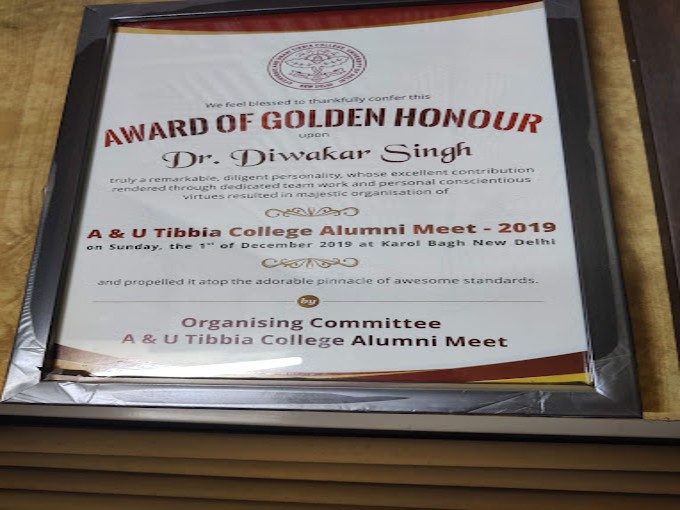 We feel blessed to thankfully confer this
AWARD OF GOLDEN HONOUR
upon
Dr. Diwakar Singh
truly a remarkable, diligent personality, whose excellent contribution
rendered through dedicated team work and personal conscientious
virtues resulted in majestic organisation of
A & U Tibbia College Alumni Meet - 2019
on Sunday, the 1st of December 2019 at Karol Bagh New Delhi
and propelled it atop the adorable pinnacle of awesome standards.
by
Organising Committee
A & U Tibbia College Alumni Meet